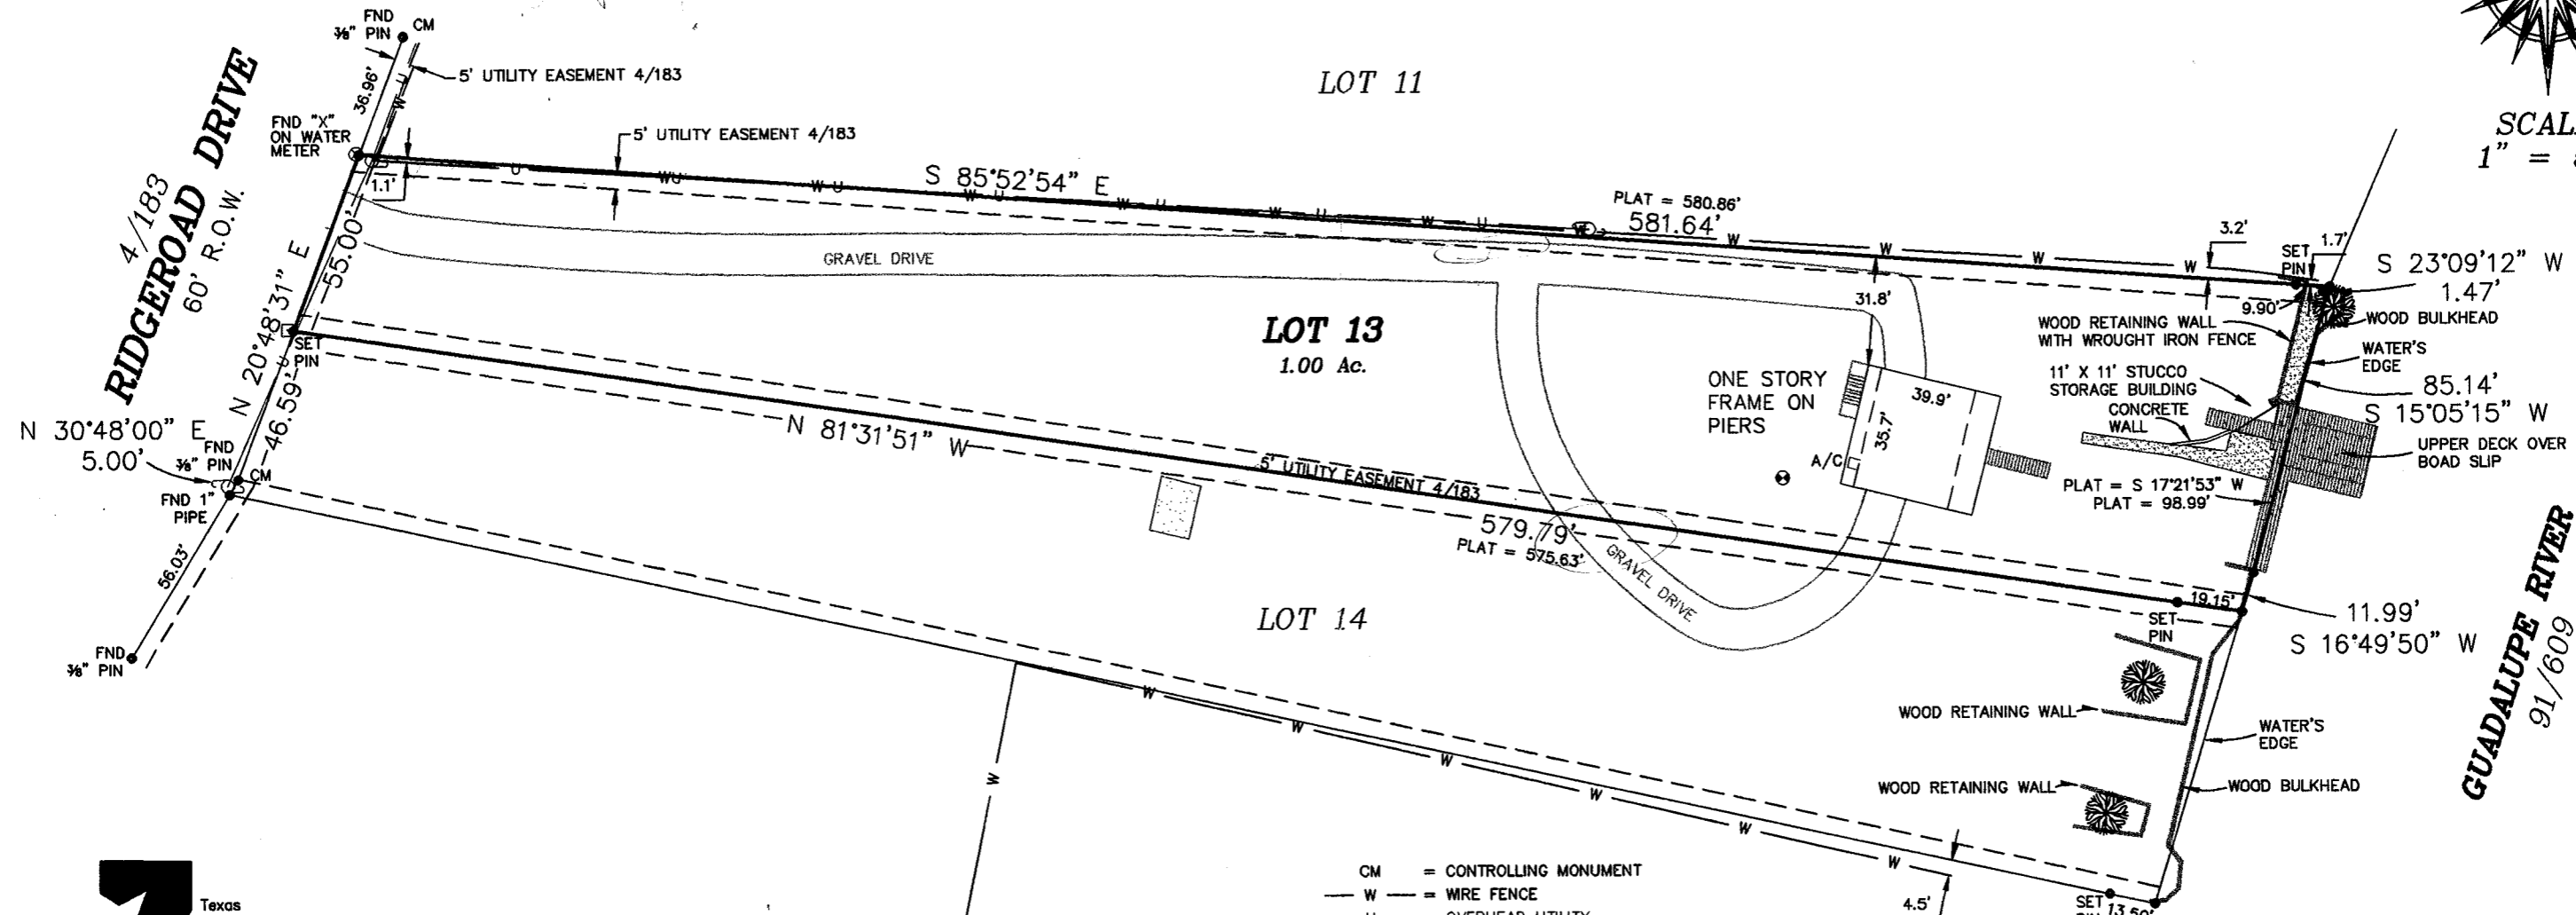 FND
⅜" PIN
CM
36.96'
5' UTILITY EASEMENT 4/183
FND "X"
ON WATER
METER
1.1'
5' UTILITY EASEMENT 4/183
LOT 11
S 85°52'54" E
PLAT = 580.86'
581.64'
4/183
RIDGEROAD DRIVE
60' R.O.W.
N 20°48'31" E
55.00'
SET
PIN
46.59'
N 30°48'00" E
5.00'
FND
⅜" PIN
CM
FND 1"
PIPE
56.03'
FND
⅜" PIN
GRAVEL DRIVE
LOT 13
1.00 Ac.
31.8'
ONE STORY
FRAME ON
PIERS
39.9'
35.7'
A/C
N 81°31'51" W
5' UTILITY EASEMENT 4/183
579.79'
PLAT = 575.63'
GRAVEL DRIVE
LOT 14
1" =
3.2'
SET
PIN
1.7'
S 23°09'12" W
1.47'
9.90'
WOOD RETAINING WALL
WITH WROUGHT IRON FENCE
WOOD BULKHEAD
WATER'S
EDGE
11' X 11' STUCCO
STORAGE BUILDING
CONCRETE
WALL
85.14'
S 15°05'15" W
UPPER DECK OVER
BOAD SLIP
PLAT = S 17°21'53" W
PLAT = 98.99'
19.15'
SET
PIN
11.99'
S 16°49'50" W
GUADALUPE RIVER
91/609
WOOD RETAINING WALL
WATER'S
EDGE
WOOD RETAINING WALL
WOOD BULKHEAD
CM = CONTROLLING MONUMENT
W = WIRE FENCE
U = OVERHEAD UTILITY
4.5'
SET
PIN
13.50'
Texas